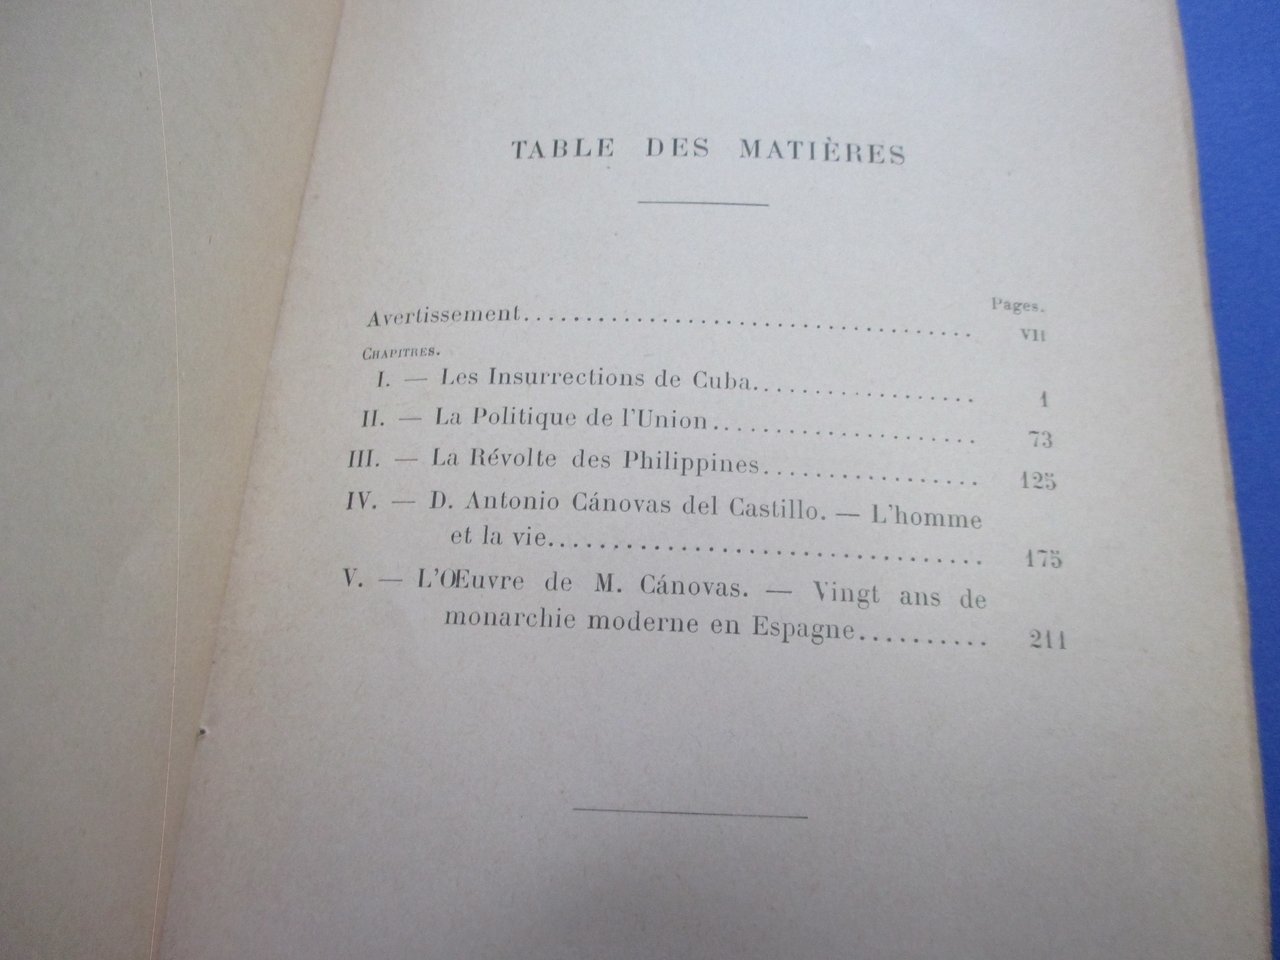 TABLE DES MATIÈRES
Pages.
Avertissement........................................ VII
CHAPITRES.
I. — Les Insurrections de Cuba.................. 1
II. — La Politique de l'Union..................... 73
III. — La Révolte des Philippines................. 125
IV. — D. Antonio Cánovas del Castillo. — L'homme
et la vie.................................. 175
V. — L'Œuvre de M. Cánovas. — Vingt ans de
monarchie moderne en Espagne.......... 211